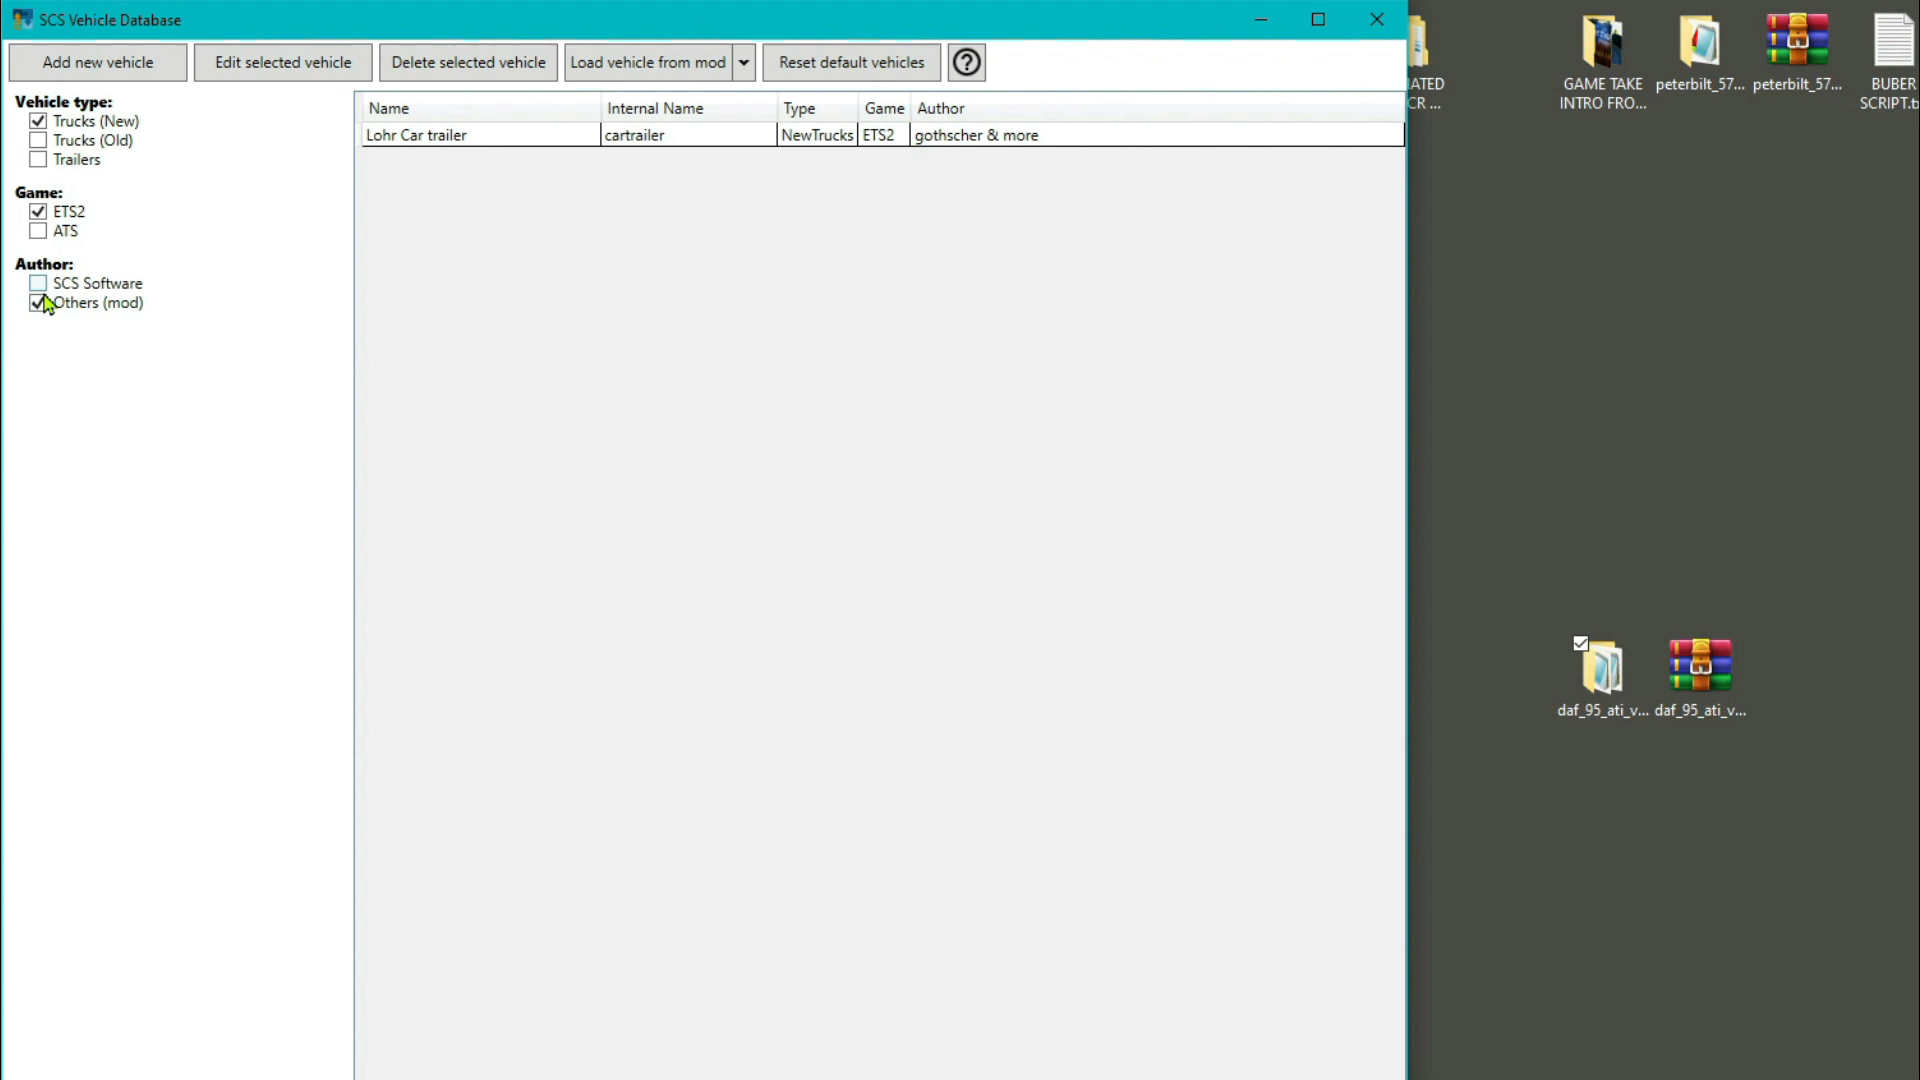 SCS Vehicle Database
Add new vehicle
Edit selected vehicle
Delete selected vehicle
Load vehicle from mod
Reset default vehicles
Vehicle type:
Trucks (New)
Trucks (Old)
Trailers
Game:
ETS2
ATS
Author:
SCS Software
Others (mod)
Name Internal Name Type Game Author
Lohr Car trailer cartrailer NewTrucks ETS2 gothscher & more
GAME TAKE
INTRO FRO...
peterbilt_57...
peterbilt_57...
BUBER
daf_95_ati_v...
daf_95_ati_v...